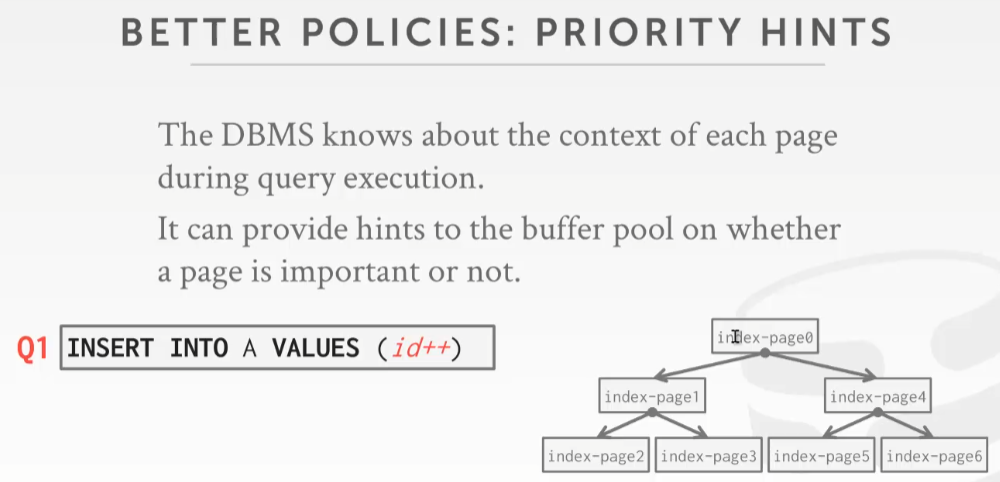 BETTER POLICIES: PRIORITY HINTS
The DBMS knows about the context of each page
during query execution.
It can provide hints to the buffer pool on whether
a page is important or not.
Q1 INSERT INTO A VALUES (id++)
index-page0
index-page1
index-page4
index-page2
index-page3
index-page5
index-page6